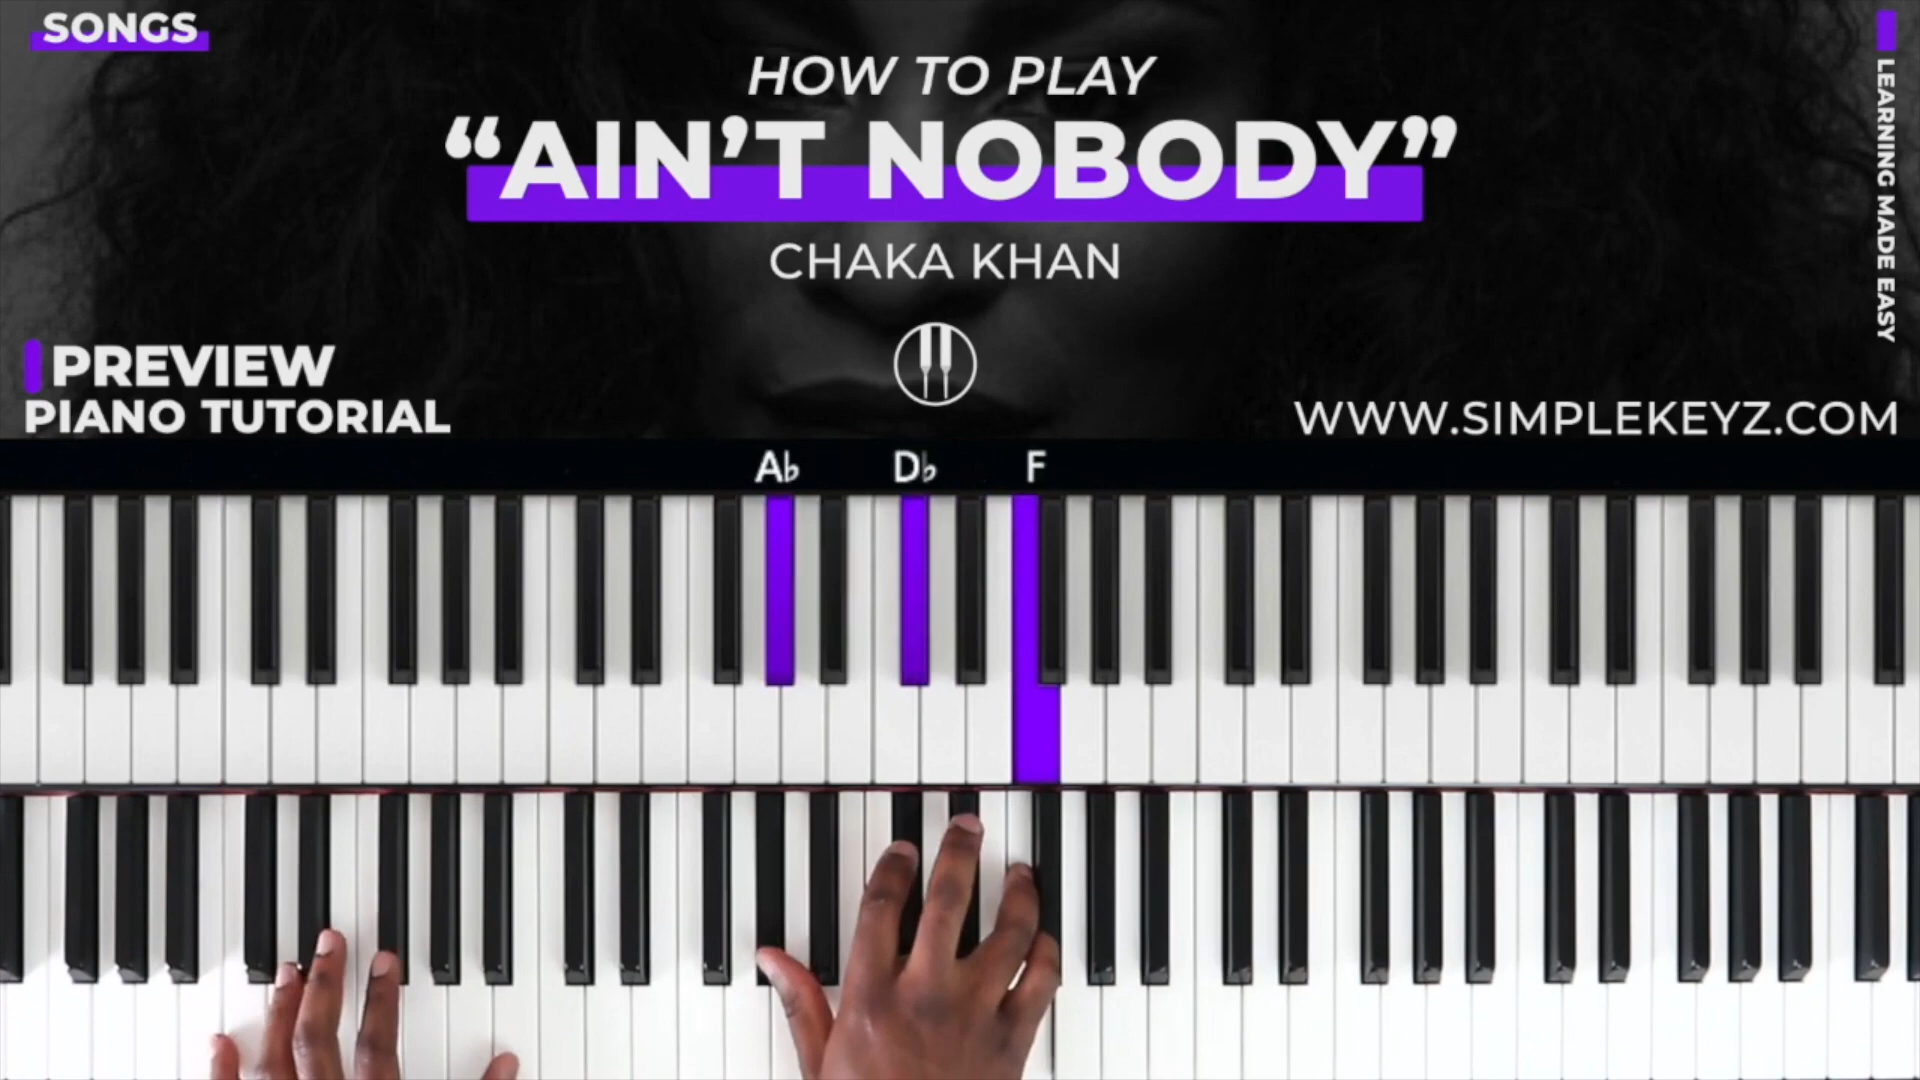 SONGS
HOW TO PLAY
“AIN’T NOBODY”
CHAKA KHAN
LEARNING MADE EASY
PREVIEW
PIANO TUTORIAL
WWW.SIMPLEKEYZ.COM
A♭ D♭ F